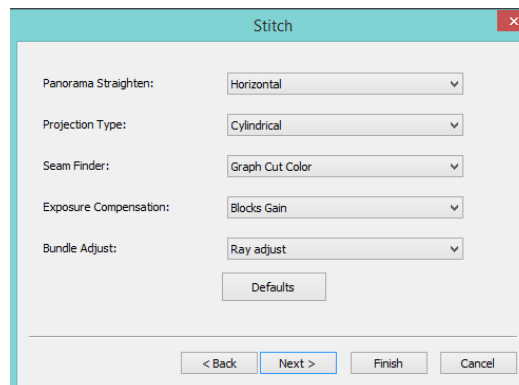 Stitch
Panorama Straighten: Horizontal
Projection Type: Cylindrical
Seam Finder: Graph Cut Color
Exposure Compensation: Blocks Gain
Bundle Adjust: Ray adjust
Defaults
< Back Next > Finish Cancel